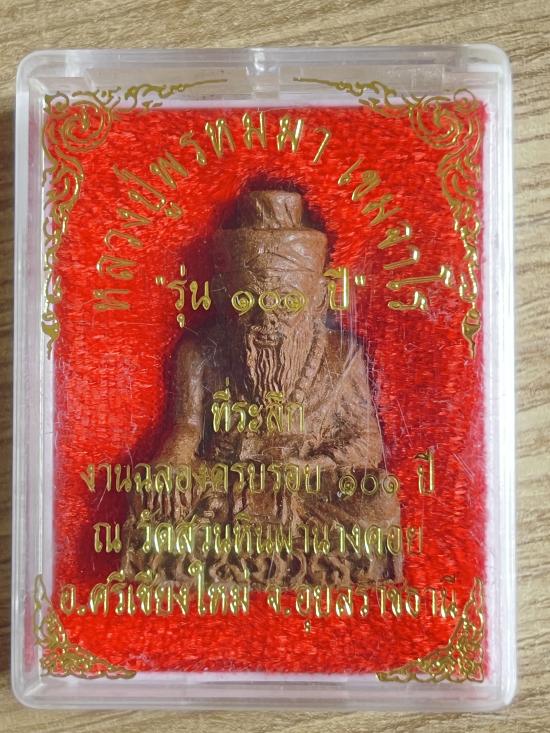 หลวงปู่พรหมมา เขมจาโร
"รุ่น ๑๐๑ ปี"
ที่ระลึก
งานฉลองครบรอบ ๑๐๑ ปี
ณ วัดสวนหินผานางคอย
อ.ศรีเชียงใหม่ จ.อุบลราชธานี